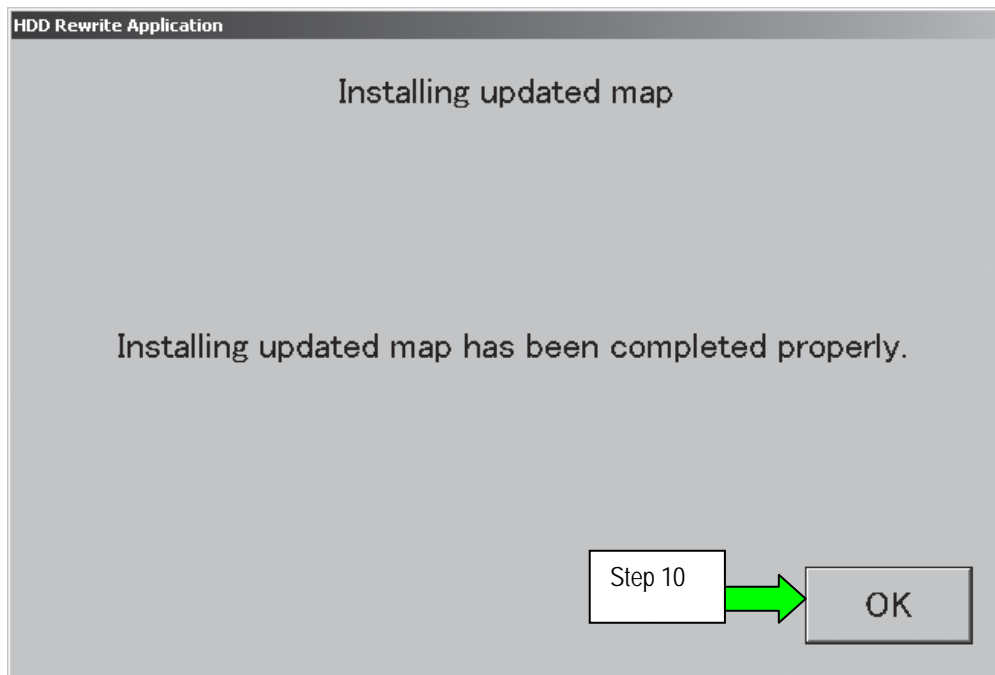 HDD Rewrite Application
Installing updated map
Installing updated map has been completed properly.
Step 10
OK